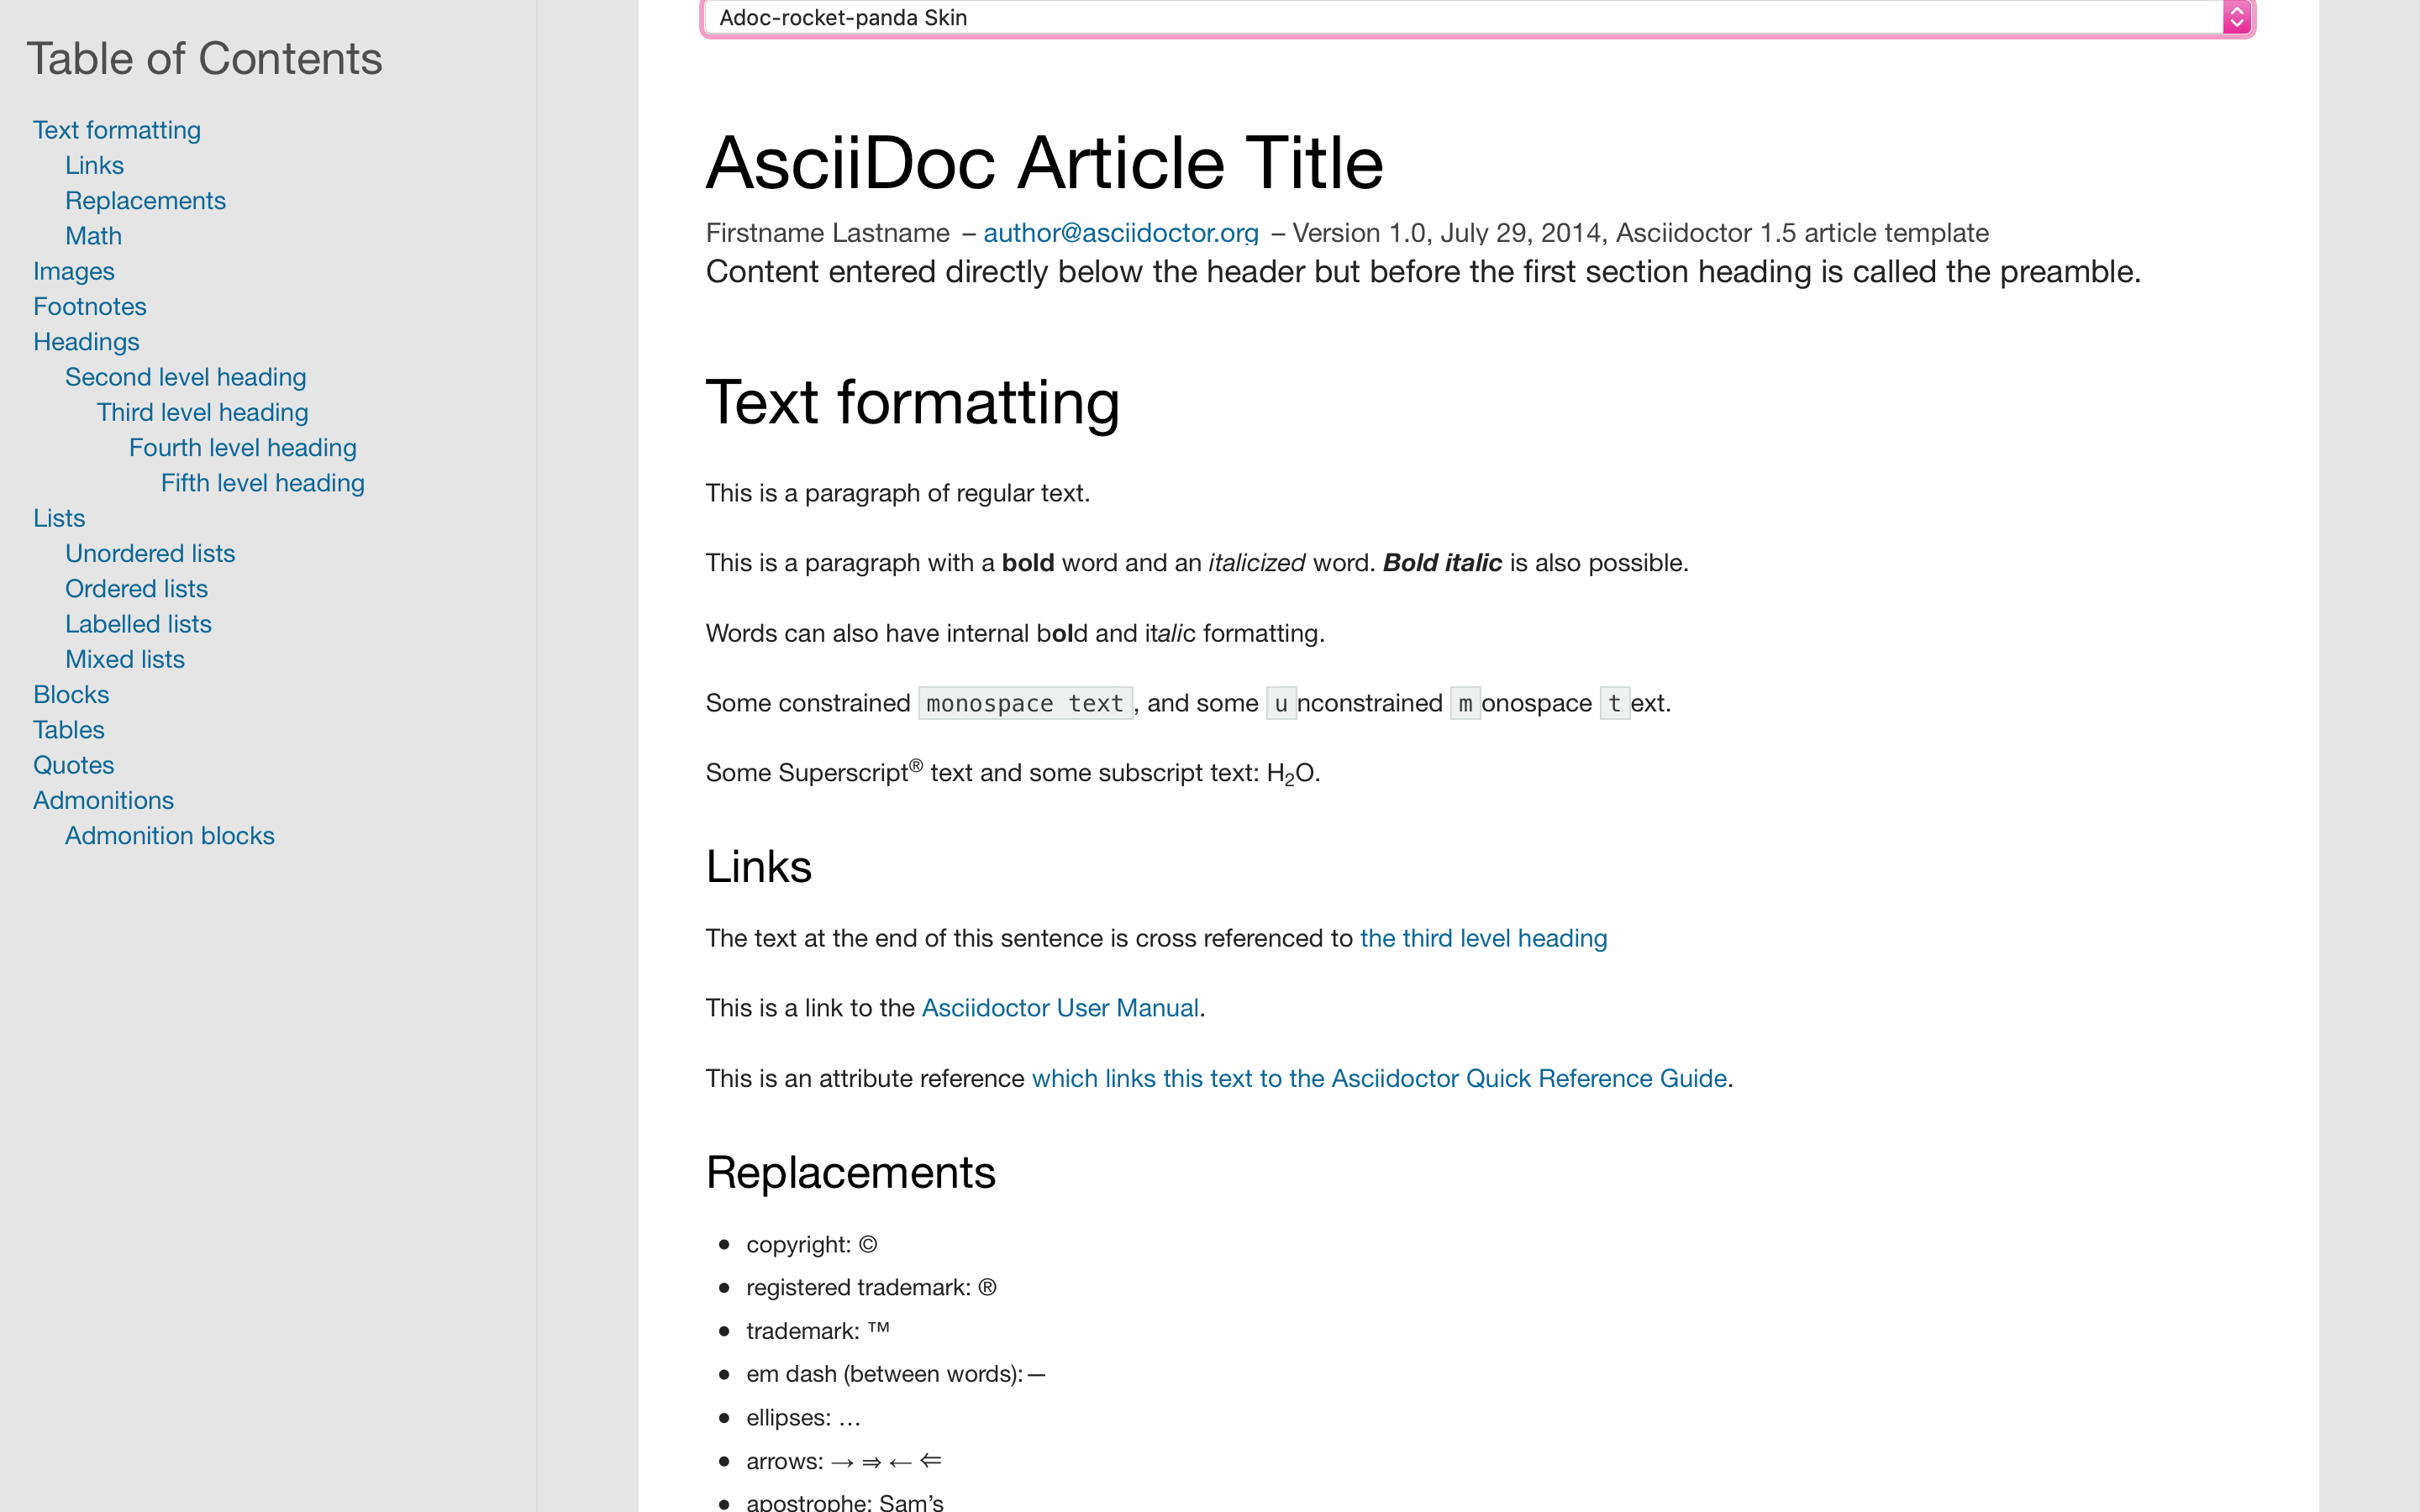 Table of Contents
Text formatting
Links
Replacements
Math
Images
Footnotes
Headings
Second level heading
Third level heading
Fourth level heading
Fifth level heading
Lists
Unordered lists
Ordered lists
Labelled lists
Mixed lists
Blocks
Tables
Quotes
Admonitions
Admonition blocks
Adoc-rocket-panda Skin
AsciiDoc Article Title
Firstname Lastname – author@asciidoctor.org – Version 1.0, July 29, 2014, Asciidoctor 1.5 article template
Content entered directly below the header but before the first section heading is called the preamble.
Text formatting
This is a paragraph of regular text.
This is a paragraph with a bold word and an italicized word. Bold italic is also possible.
Words can also have internal bold and italic formatting.
Some constrained monospace text, and some unconstrained monospace text.
Some Superscript® text and some subscript text: H₂O.
Links
The text at the end of this sentence is cross referenced to the third level heading
This is a link to the Asciidoctor User Manual.
This is an attribute reference which links this text to the Asciidoctor Quick Reference Guide.
Replacements
• copyright: ©
• registered trademark: ®
• trademark: ™
• em dash (between words): —
• ellipses: …
• arrows: → ⇒ ← ⇐
• apostrophe: Sam’s